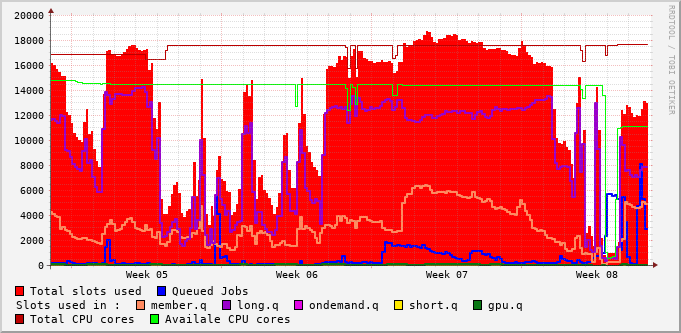 RRDTOOL / TOBI OETIKER
20000
18000
16000
14000
12000
10000
8000
6000
4000
2000
0
Week 05 Week 06 Week 07 Week 08
Total slots used Queued Jobs
Slots used in : member.q long.q ondemand.q short.q gpu.q
Total CPU cores Availale CPU cores